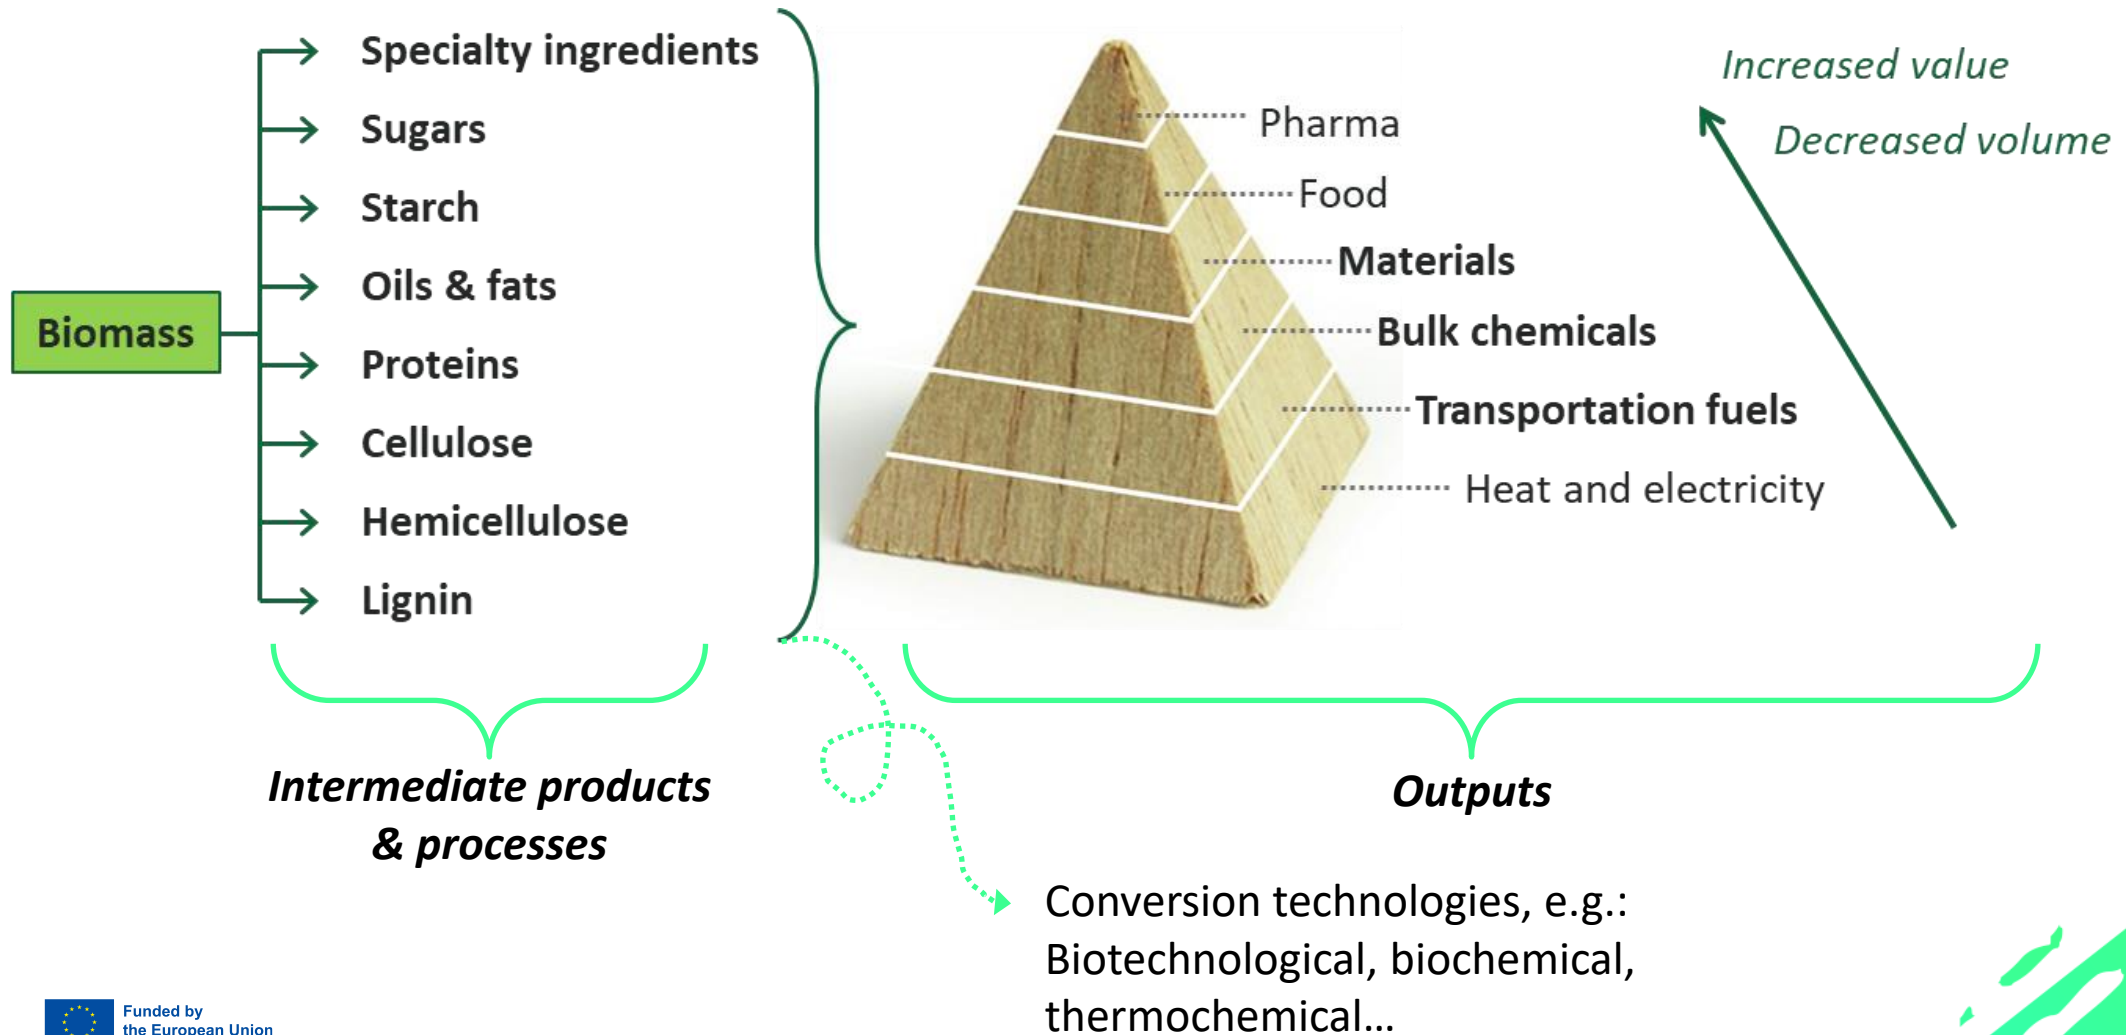 Biomass
Specialty ingredients
Sugars
Starch
Oils & fats
Proteins
Cellulose
Hemicellulose
Lignin
Pharma
Food
Materials
Bulk chemicals
Transportation fuels
Heat and electricity
Increased value
Decreased volume
Intermediate products
& processes
Outputs
Conversion technologies, e.g.:
Biotechnological, biochemical,
thermochemical...
Funded by
the European Union